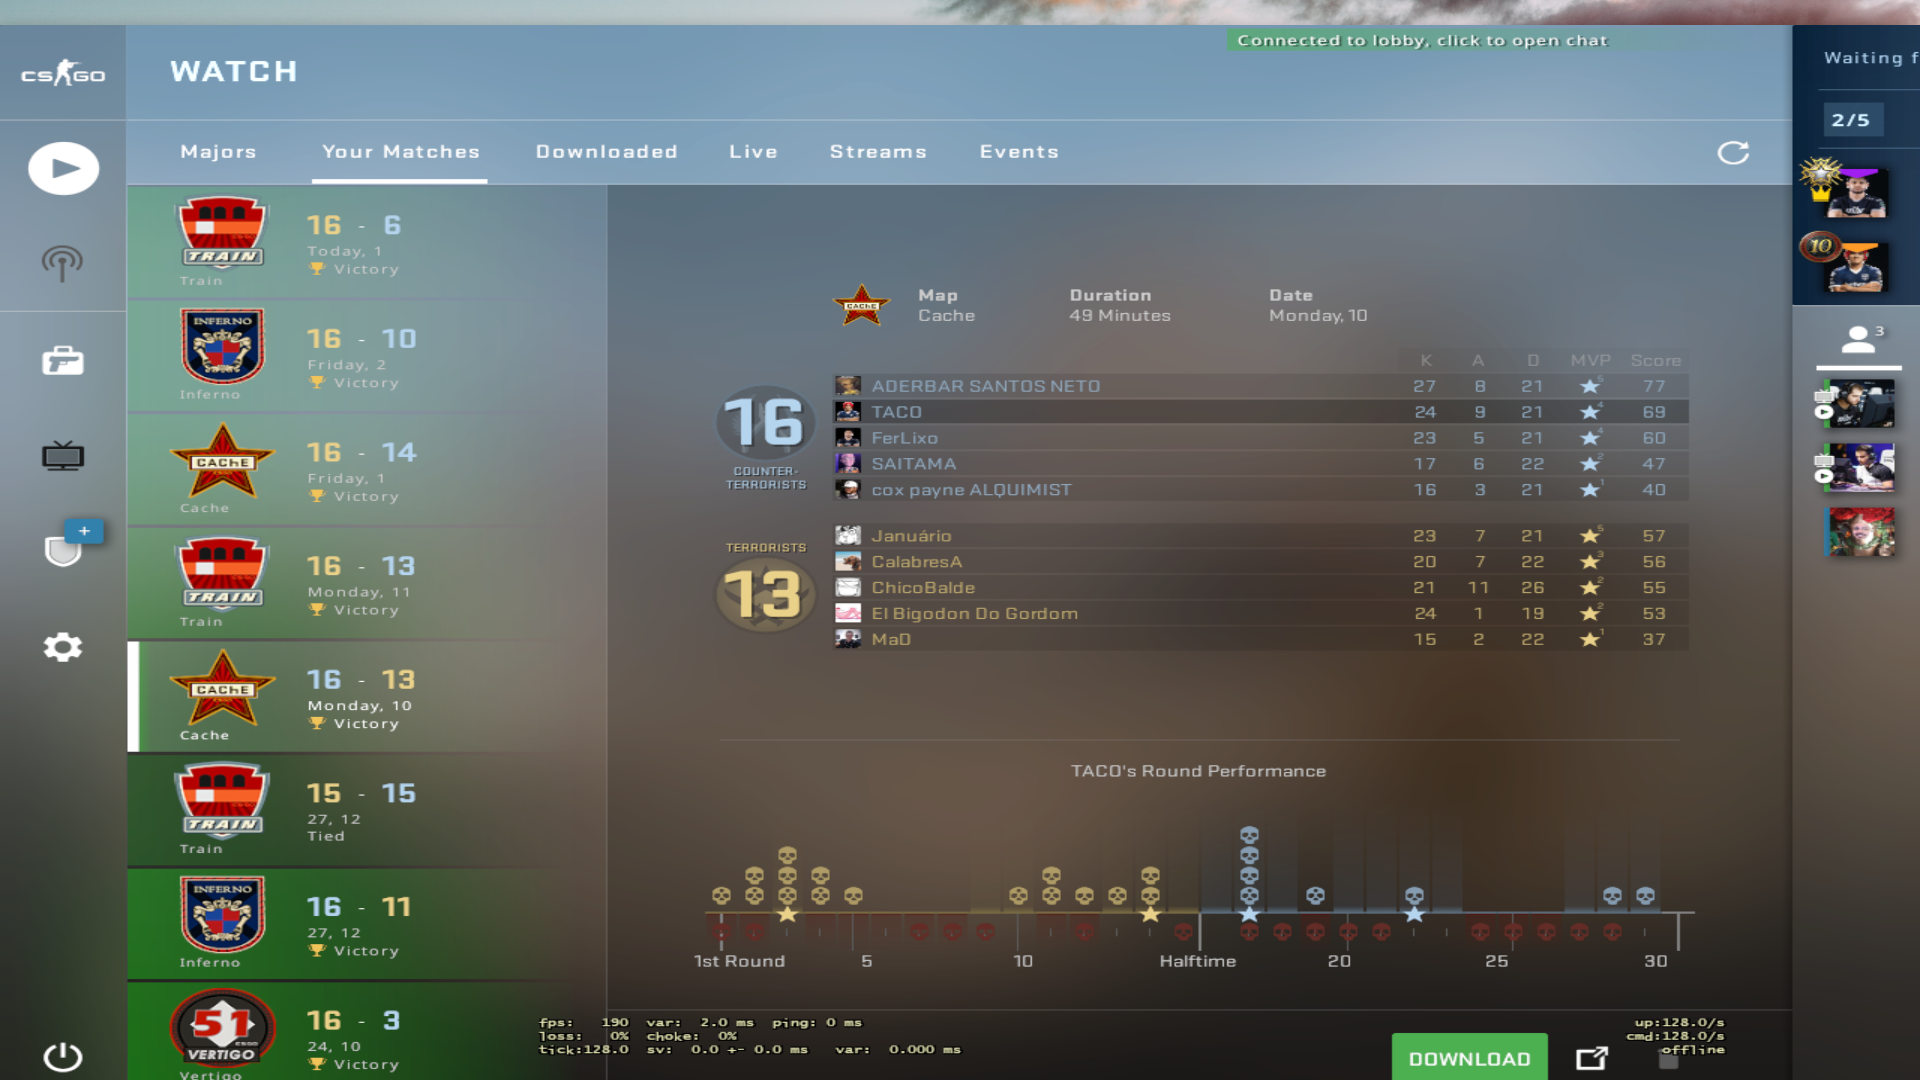 Connected to lobby, click to open chat
CS GO
WATCH
Waiting f
2/5
Majors Your Matches Downloaded Live Streams Events
TRAIN
Train
16 - 6
Today, 1
Victory
INFERNO
Inferno
16 - 10
Friday, 2
Victory
CACHE
Cache
16 - 14
Friday, 1
Victory
TRAIN
Train
16 - 13
Monday, 11
Victory
CACHE
Cache
16 - 13
Monday, 10
Victory
TRAIN
Train
15 - 15
27, 12
Tied
INFERNO
Inferno
16 - 11
27, 12
Victory
51
VERTIGO
Vertigo
16 - 3
24, 10
Victory
CACHE
Map Duration Date
Cache 49 Minutes Monday, 10
K A D MVP Score
16
COUNTER-
TERRORISTS
ADERBAR SANTOS NETO 27 8 21 5 77
TACO 24 9 21 4 69
FerLixo 23 5 21 4 60
SAITAMA 17 6 22 2 47
cox payne ALQUIMIST 16 3 21 1 40
TERRORISTS
13
Januário 23 7 21 5 57
CalabresA 20 7 22 3 56
ChicoBalde 21 11 26 2 55
El Bigodon Do Gordom 24 1 19 2 53
MaD 15 2 22 1 37
TACO's Round Performance
1st Round 5 10 Halftime 20 25 30
fps: 190 var: 2.0 ms ping: 0 ms
loss: 0% choke: 0%
tick:128.0 sv: 0.0 +- 0.0 ms var: 0.000 ms
DOWNLOAD
up:128.0/s
cmd:128.0/s
offline
10
3
+